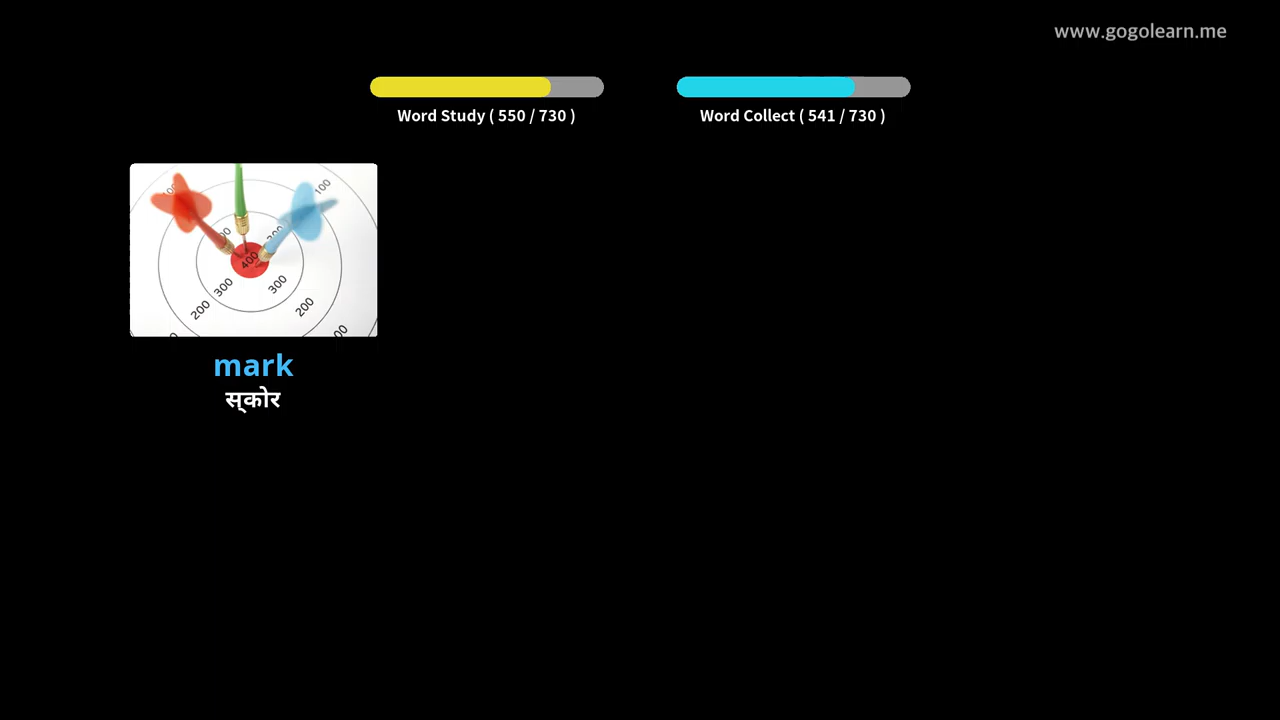 www.gogolearn.me
Word Study ( 550 / 730 )
Word Collect ( 541 / 730 )
100
400
300
300
200
200
mark
स्कोर